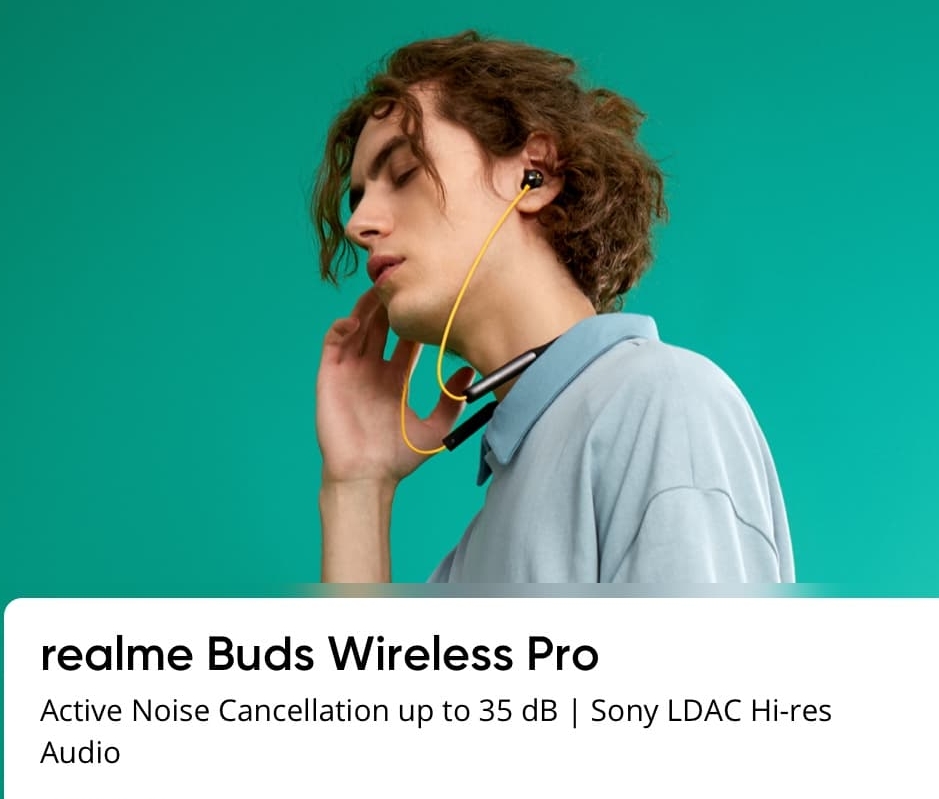 realme Buds Wireless Pro
Active Noise Cancellation up to 35 dB | Sony LDAC Hi-res
Audio